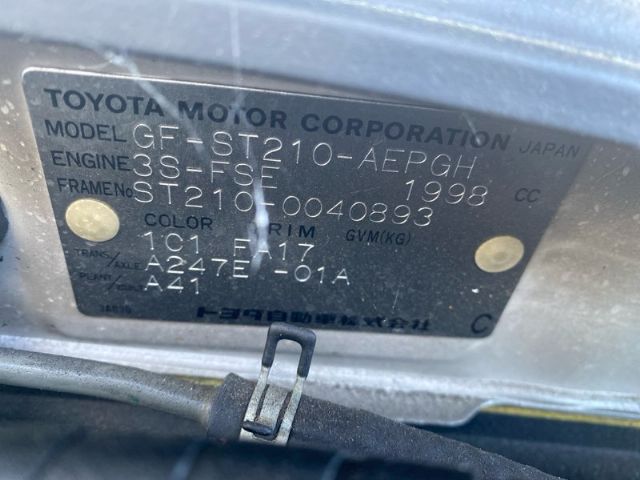 TOYOTA MOTOR CORPORATION JAPAN
MODEL GF-ST210-AEPGH
ENGINE 3S-FSE 1998 CC
FRAME No ST210-0040893
COLOR TRIM GVM(KG)
1C1 FA17
TRANS/AXLE A247E -01A
PLANT A41
トヨタ自動車株式会社 C